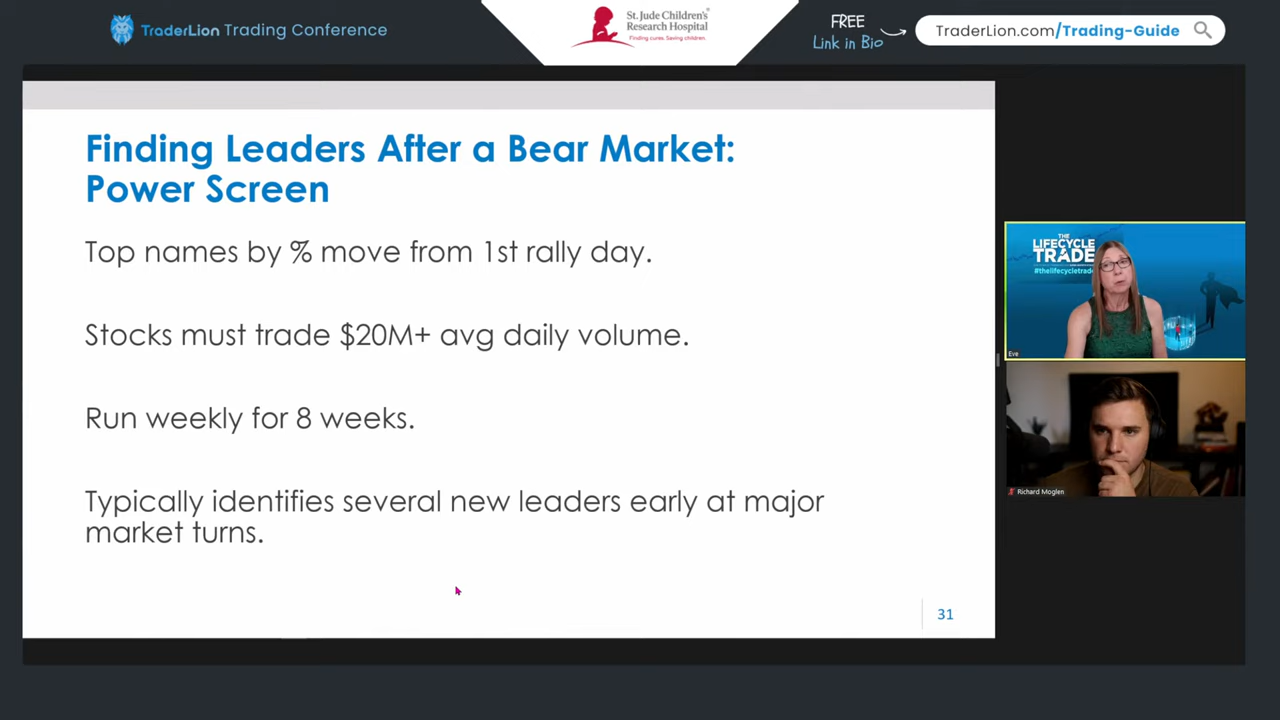 TraderLion Trading Conference
St. Jude Children's
Research Hospital
Finding cures. Saving children.
FREE
Link in Bio
TraderLion.com/Trading-Guide
Finding Leaders After a Bear Market:
Power Screen
Top names by % move from 1st rally day.
Stocks must trade $20M+ avg daily volume.
Run weekly for 8 weeks.
Typically identifies several new leaders early at major
market turns.
31
THE
LIFECYCLE
TRADE
#thelifecycletrade
Eve
Richard Moglen